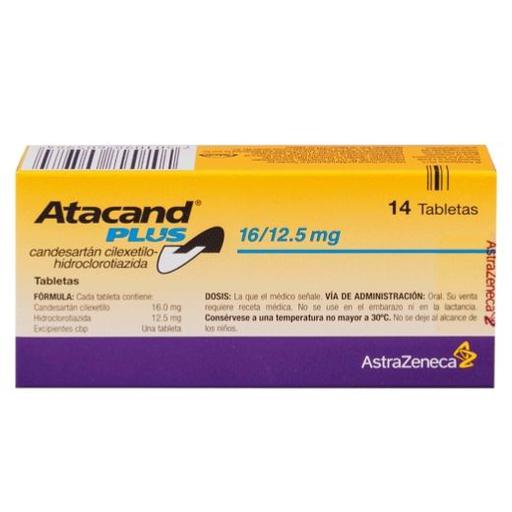 Atacand®
PLUS
candesartán cilexetilo-
hidroclorotiazida
16/12.5 mg
14 Tabletas
Tabletas
FÓRMULA: Cada tableta contiene:
Candesartán cilexetilo 16.0 mg
Hidroclorotiazida 12.5 mg
Excipientes cbp Una tableta
DOSIS: La que el médico señale. VÍA DE ADMINISTRACIÓN: Oral. Su venta
requiere receta médica. No se use en el embarazo ni en la lactancia.
Consérvese a una temperatura no mayor a 30ºC. No se deje al alcance de
los niños.
AstraZeneca
AstraZeneca